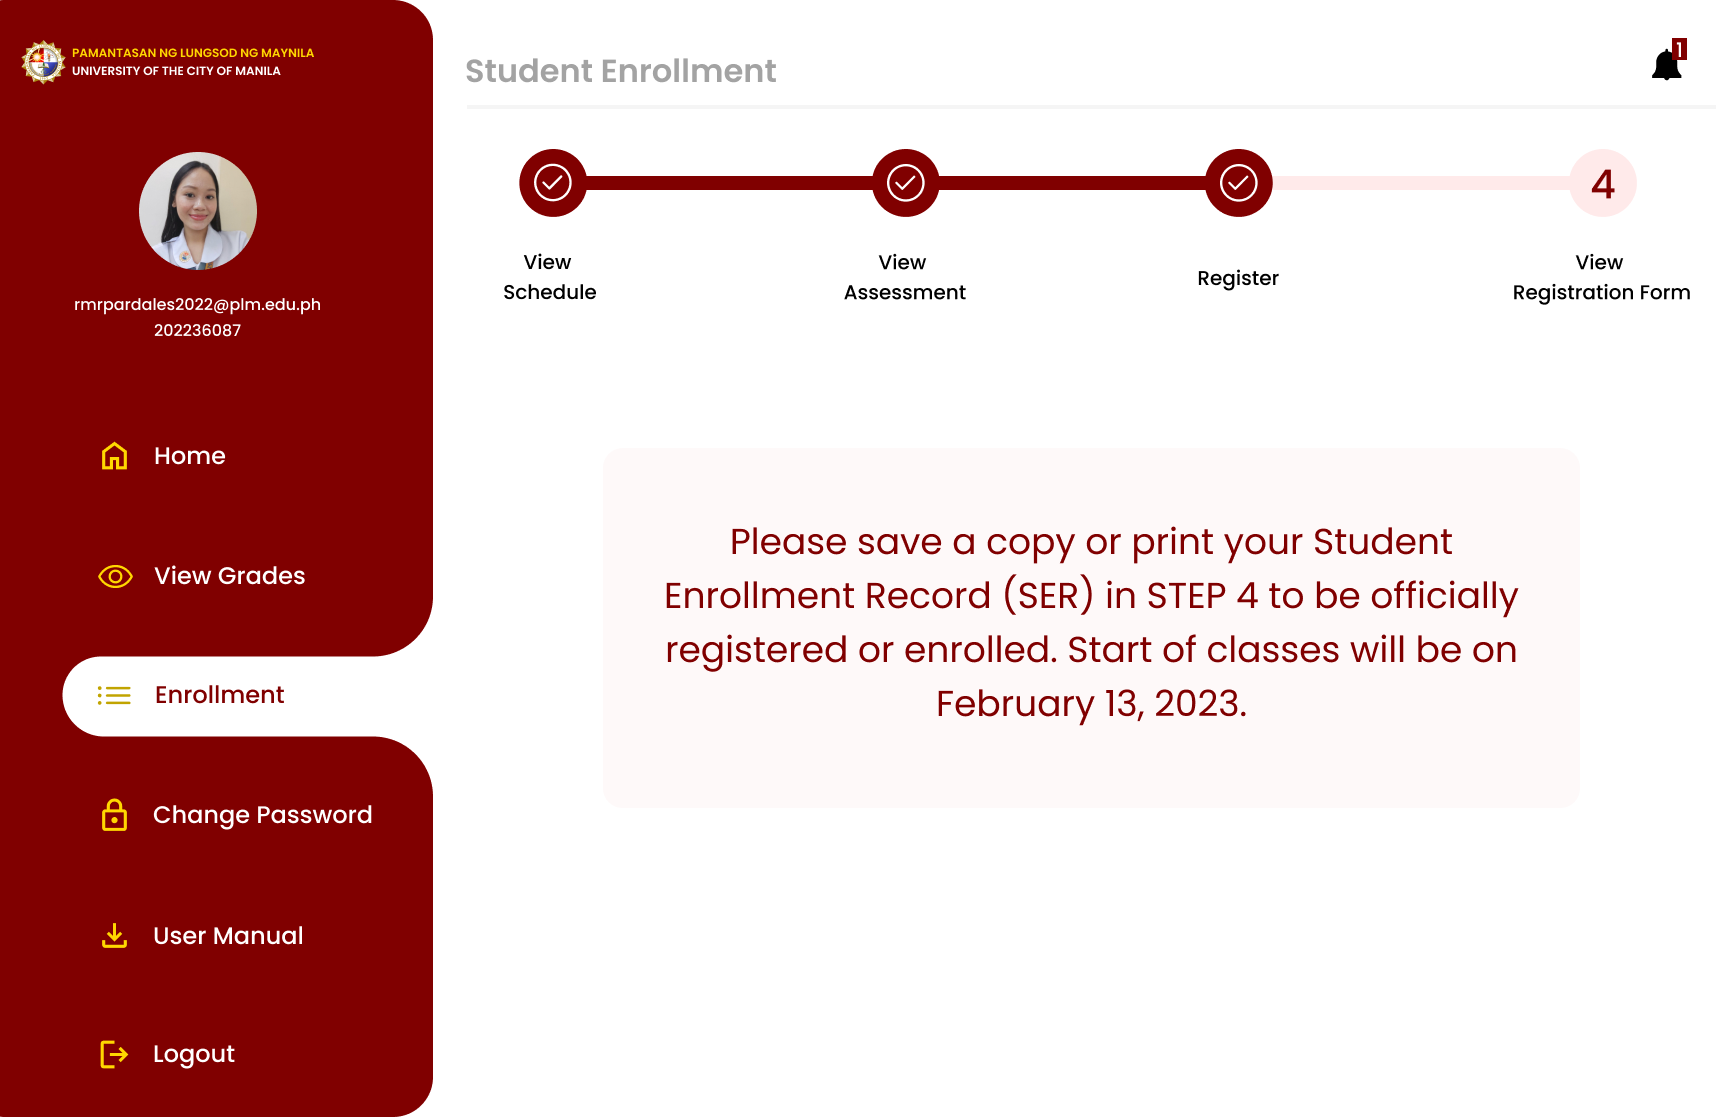 PAMANTASAN NG LUNGSOD NG MAYNILA
UNIVERSITY OF THE CITY OF MANILA
rmrpardales2022@plm.edu.ph
202236087
Home
View Grades
Enrollment
Change Password
User Manual
Logout
Student Enrollment
1
4
View
Schedule
View
Assessment
Register
View
Registration Form
Please save a copy or print your Student
Enrollment Record (SER) in STEP 4 to be officially
registered or enrolled. Start of classes will be on
February 13, 2023.